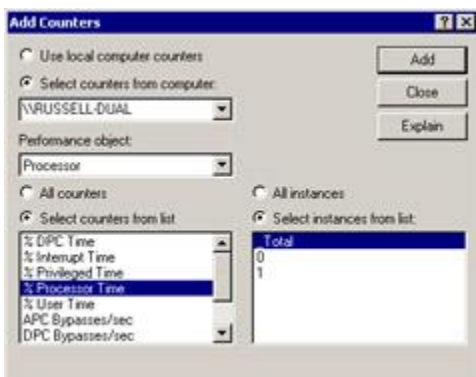 Add Counters
Use local computer counters
Select counters from computer:
\\RUSSELL-DUAL
Performance object:
Processor
All counters
Select counters from list
% DPC Time
% Interrupt Time
% Privileged Time
% Processor Time
% User Time
APC Bypasses/sec
DPC Bypasses/sec
All instances
Select instances from list:
_Total
0
1
Add
Close
Explain